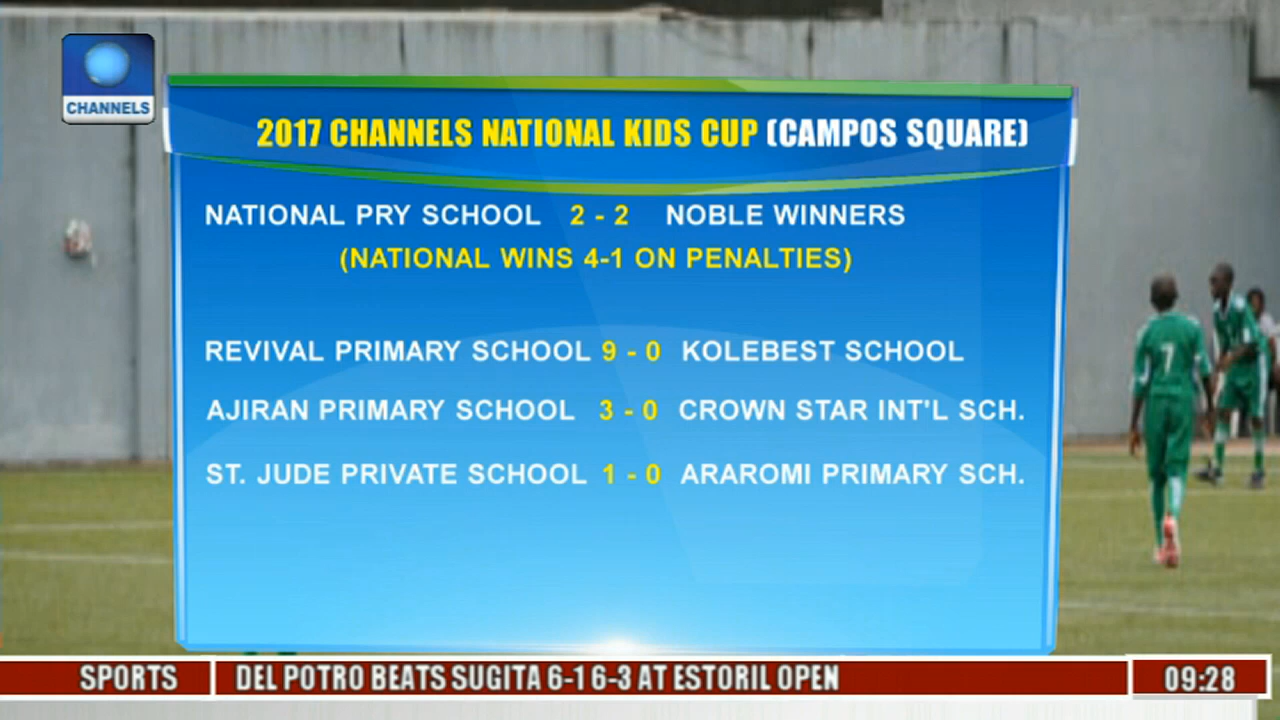 CHANNELS
2017 CHANNELS NATIONAL KIDS CUP (CAMPOS SQUARE)
NATIONAL PRY SCHOOL 2 - 2 NOBLE WINNERS
(NATIONAL WINS 4-1 ON PENALTIES)
REVIVAL PRIMARY SCHOOL 9 - 0 KOLEBEST SCHOOL
AJIRAN PRIMARY SCHOOL 3 - 0 CROWN STAR INT'L SCH.
ST. JUDE PRIVATE SCHOOL 1 - 0 ARAROMI PRIMARY SCH.
7
SPORTS DEL POTRO BEATS SUGITA 6-1 6-3 AT ESTORIL OPEN 09:28